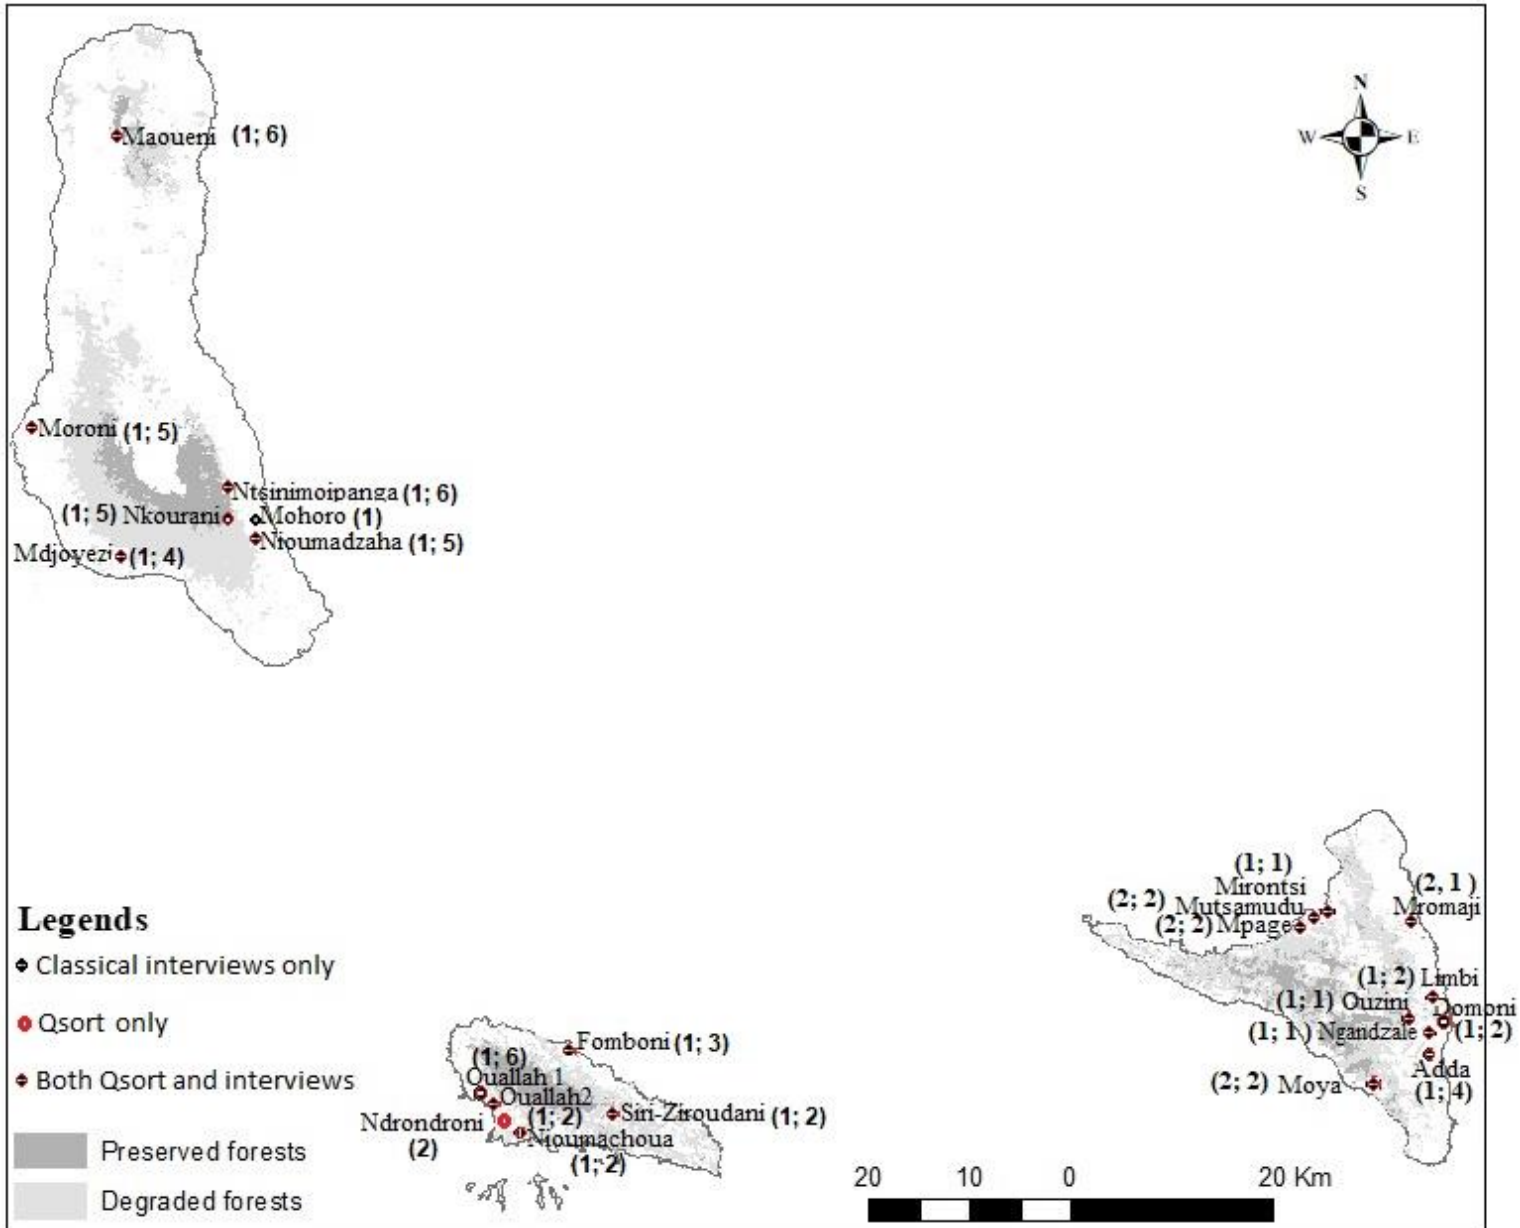 N
W E
S
Maoueni (1; 6)
Moroni (1; 5)
Ntsinimoipanga (1; 6)
(1; 5) Nkourani
Mohoro (1)
Nioumadzaha (1; 5)
Mdjoyezi (1; 4)
(1; 1)
Mirontsi
(2; 2) Mutsamudu
(2; 2) Mpage
(2, 1 )
Mromaji
(1; 2) Limbi
(1; 1) Ouzini
Domoni
(1; 2)
(1; 1) Ngandzale
Adda
(1; 4)
(2; 2) Moya
Fomboni (1; 3)
(1; 6)
Ouallah 1
Ouallah2
(1; 2)
Siri-Ziroudani (1; 2)
Ndrondroni
(2)
Nioumachoua
(1; 2)
Legends
Classical interviews only
Qsort only
Both Qsort and interviews
Preserved forests
Degraded forests
20 10 0 20 Km